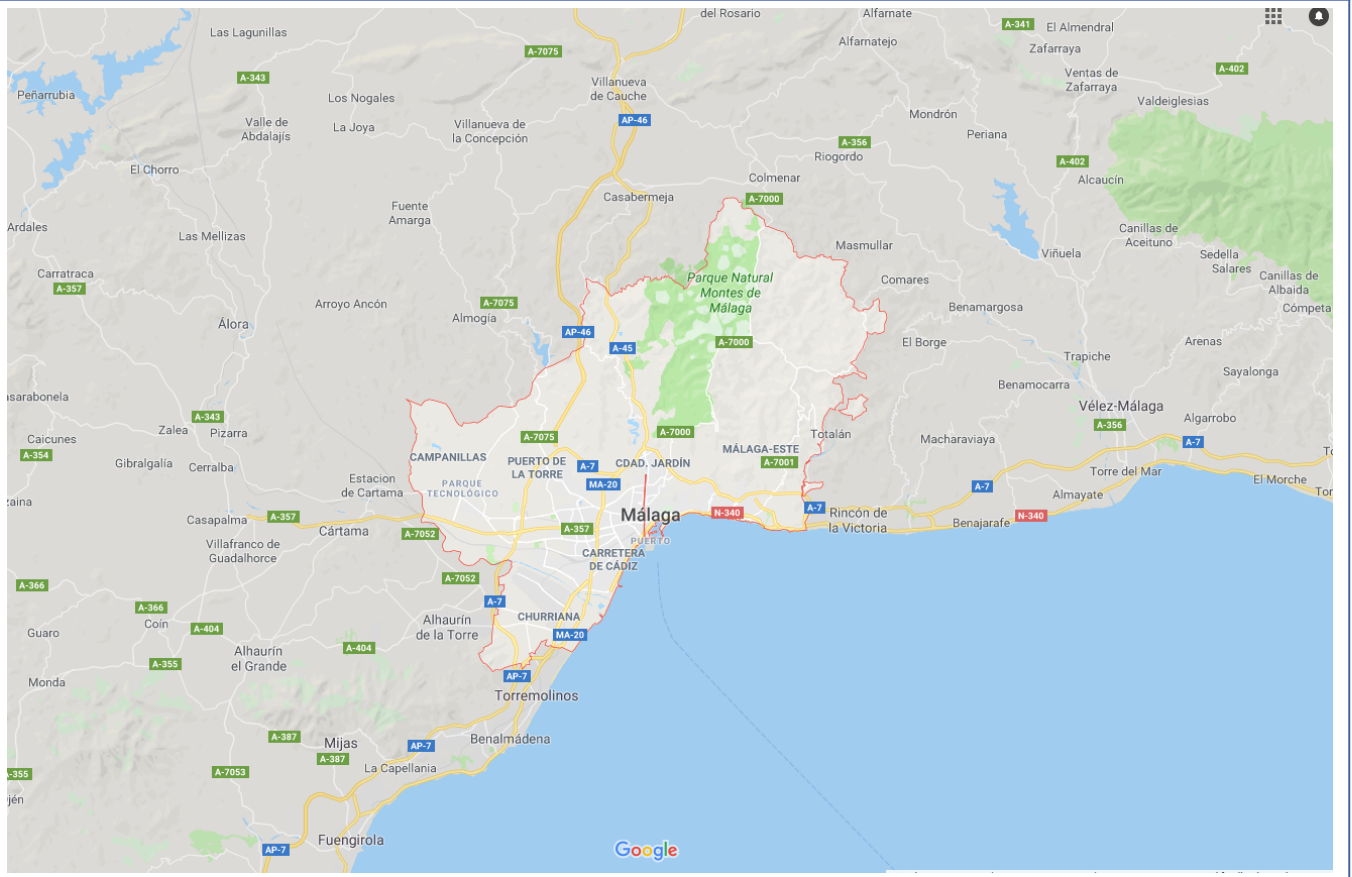 del Rosario
Alfarnate
A-341
El Almendral
Las Lagunillas
Alfarnatejo
Zafarraya
A-7075
A-343
Villanueva
de Cauche
Ventas de
Zafarraya
A-402
Peñarrubia
Los Nogales
Valdeiglesias
Valle de
Abdalajís
La Joya
Villanueva de
la Concepción
AP-46
Mondrón
Periana
A-356
Riogordo
A-402
El Chorro
Colmenar
Alcaucín
Casabermeja
A-7000
Fuente
Amarga
Ardales
Las Mellizas
Canillas de
Aceituno
Masmullar
Viñuela
Sedella
Salares
Carratraca
A-357
Parque Natural
Montes de
Málaga
Comares
Canillas de
Albaida
Arroyo Ancón
A-7075
Almogía
Benamargosa
Cómpeta
Álora
AP-46
A-45
A-7000
El Borge
Arenas
Trapiche
Sayalonga
Benamocarra
asarabonela
A-343
Vélez-Málaga
Zalea
Pizarra
A-356
Algarrobo
Caicunes
A-354
A-7075
A-7000
Totalán
Macharaviaya
A-7
Gibralgalía
Cerralba
CAMPANILLAS
PUERTO DE
LA TORRE
A-7
CDAD. JARDÍN
MÁLAGA-ESTE
A-7001
Torre del Mar
Estacion
de Cartama
PARQUE
TECNOLÓGICO
MA-20
A-7
Almayate
El Morche
zaina
Tor
Casapalma
A-357
Málaga
N-340
A-7
Rincón de
la Victoria
Benajarafe
N-340
Cártama
A-7052
A-357
PUERTO
Villafranco de
Guadalhorce
CARRETERA
DE CÁDIZ
A-366
A-7052
A-366
Coín
A-404
A-7
CHURRIANA
Guaro
Alhaurín
de la Torre
MA-20
A-355
Alhaurín
el Grande
A-404
Monda
AP-7
Torremolinos
A-387
Mijas
A-387
AP-7
Benalmádena
A-355
A-7053
La Capellania
jén
Fuengirola
AP-7
Google